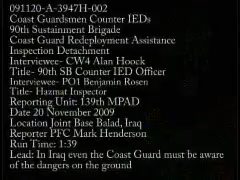 091120-A-3947H-002
Coast Guardsmen Counter IEDs
90th Sustainment Brigade
Coast Guard Redeployment Assistance
Inspection Detachment
Interviewee- CW4 Alan Hoock
Title- 90th SB Counter IED Officer
Interviewee- PO1 Benjamin Rosen
Title: Hazmat Inspector
Reporting Unit: 139th MPAD
Date 20 November 2009
Location Joint Base Balad, Iraq
Reporter PFC Mark Henderson
Run Time: 1:39
Lead: In Iraq even the Coast Guard must be aware
of the dangers on the ground